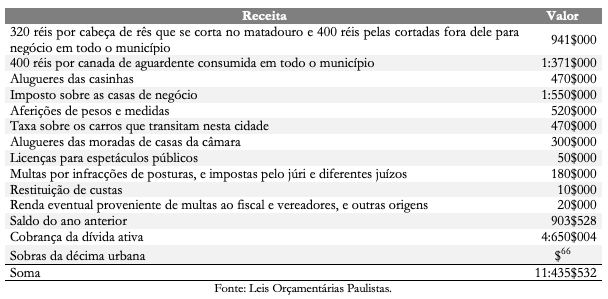 Receita Valor
320 réis por cabeça de rês que se corta no matadouro e 400 réis pelas cortadas fora dele para
negócio em todo o município 941$000
400 réis por canada de aguardente consumida em todo o município 1:371$000
Alugueres das casinhas 470$000
Imposto sobre as casas de negócio 1:550$000
Aferições de pesos e medidas 520$000
Taxa sobre os carros que transitam nesta cidade 470$000
Alugueres das moradas de casas da câmara 300$000
Licenças para espetáculos públicos 50$000
Multas por infracções de posturas, e impostas pelo júri e diferentes juízos 180$000
Restituição de custas 10$000
Renda eventual proveniente de multas ao fiscal e vereadores, e outras origens 20$000
Saldo do ano anterior 903$528
Cobrança da dívida ativa 4:650$004
Sobras da décima urbana $66
Soma 11:435$532
Fonte: Leis Orçamentárias Paulistas.